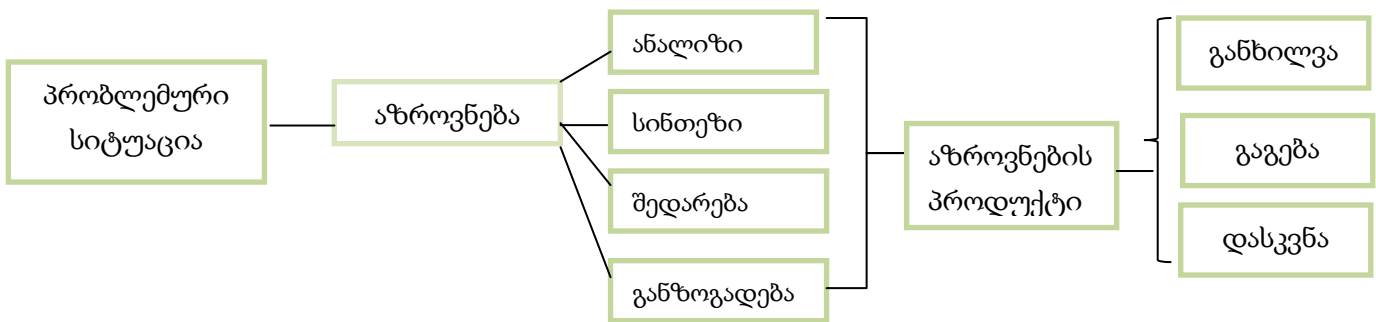 პრობლემური
სიტუაცია
აზროვნება
ანალიზი
სინთეზი
შედარება
განზოგადება
აზროვნების
პროდუქტი
განხილვა
გაგება
დასკვნა